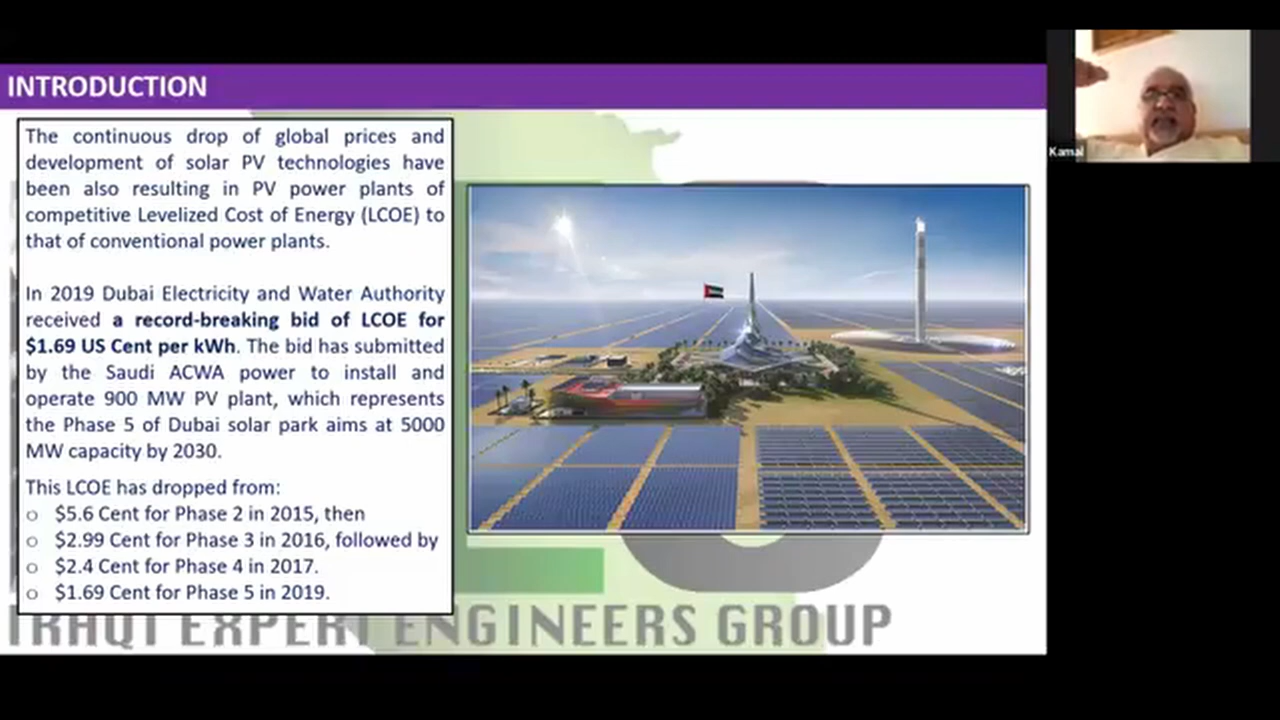 INTRODUCTION
The continuous drop of global prices and
development of solar PV technologies have
been also resulting in PV power plants of
competitive Levelized Cost of Energy (LCOE) to
that of conventional power plants.
In 2019 Dubai Electricity and Water Authority
received a record-breaking bid of LCOE for
$1.69 US Cent per kWh. The bid has submitted
by the Saudi ACWA power to install and
operate 900 MW PV plant, which represents
the Phase 5 of Dubai solar park aims at 5000
MW capacity by 2030.
This LCOE has dropped from:
o $5.6 Cent for Phase 2 in 2015, then
o $2.99 Cent for Phase 3 in 2016, followed by
o $2.4 Cent for Phase 4 in 2017.
o $1.69 Cent for Phase 5 in 2019.
IRAQI EXPERT ENGINEERS GROUP
Kamal